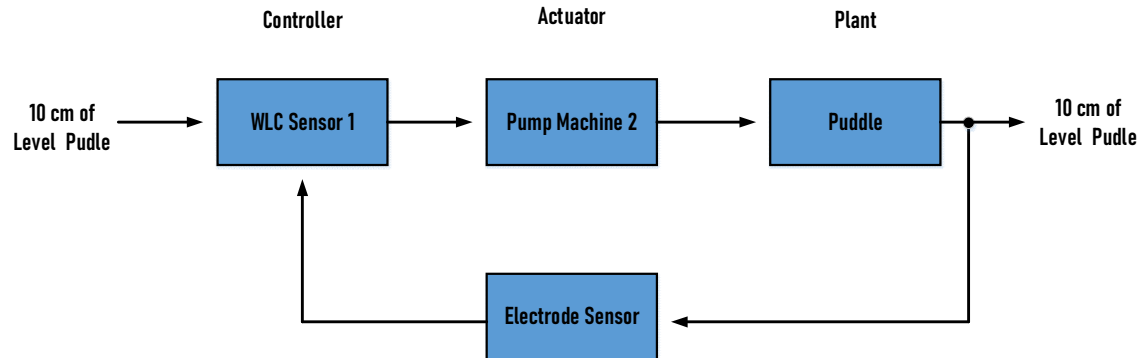 Controller
Actuator
Plant
10 cm of
Level Pudle
WLC Sensor 1
Pump Machine 2
Puddle
10 cm of
Level Pudle
Electrode Sensor